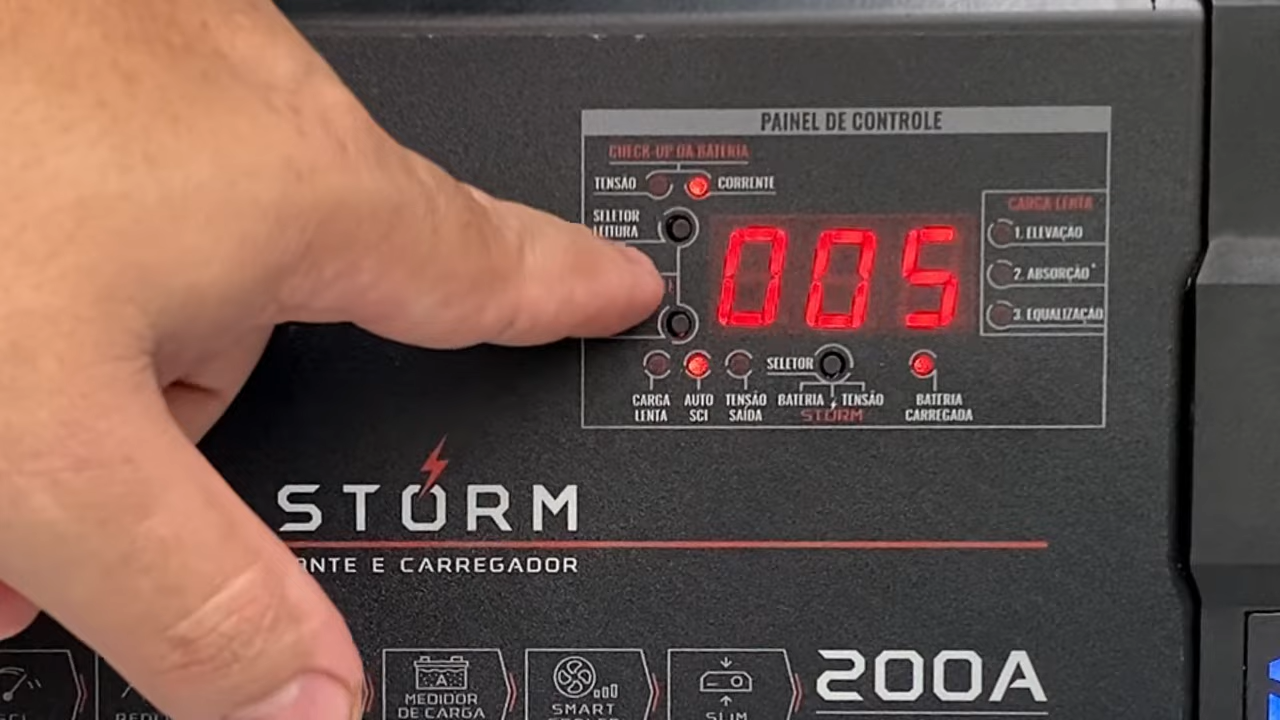 PAINEL DE CONTROLE
CHECK-UP DA BATERIA
TENSÃO CORRENTE
SELETOR
LEITURA
005
CARGA LENTA
1. ELEVAÇÃO
2. ABSORÇÃO*
3. EQUALIZAÇÃO
SELETOR
CARGA LENTA
AUTO SCI
TENSÃO SAÍDA
BATERIA TENSÃO
STORM
BATERIA CARREGADA
STORM
E CARREGADOR
MEDIDOR
DE CARGA
SMART
SLIM
200A